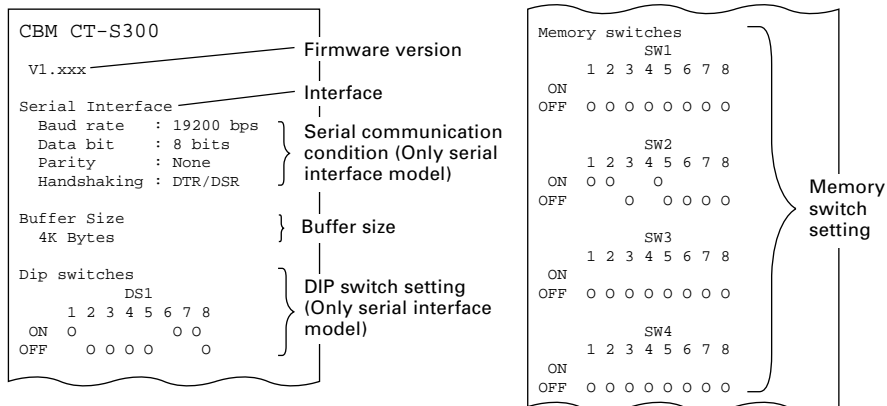 CBM CT-S300
Firmware version
V1.xxx
Interface
Serial Interface
Baud rate : 19200 bps
Data bit : 8 bits
Parity : None
Handshaking : DTR/DSR
Serial communication
condition (Only serial
interface model)
Buffer Size
4K Bytes
Buffer size
Dip switches
DS1
1 2 3 4 5 6 7 8
ON O O O
OFF O O O O O
DIP switch setting
(Only serial interface
model)
Memory switches
SW1
1 2 3 4 5 6 7 8
ON
OFF O O O O O O O O
SW2
1 2 3 4 5 6 7 8
ON O O O
OFF O O O O O
SW3
1 2 3 4 5 6 7 8
ON
OFF O O O O O O O O
SW4
1 2 3 4 5 6 7 8
ON
OFF O O O O O O O O
Memory
switch
setting